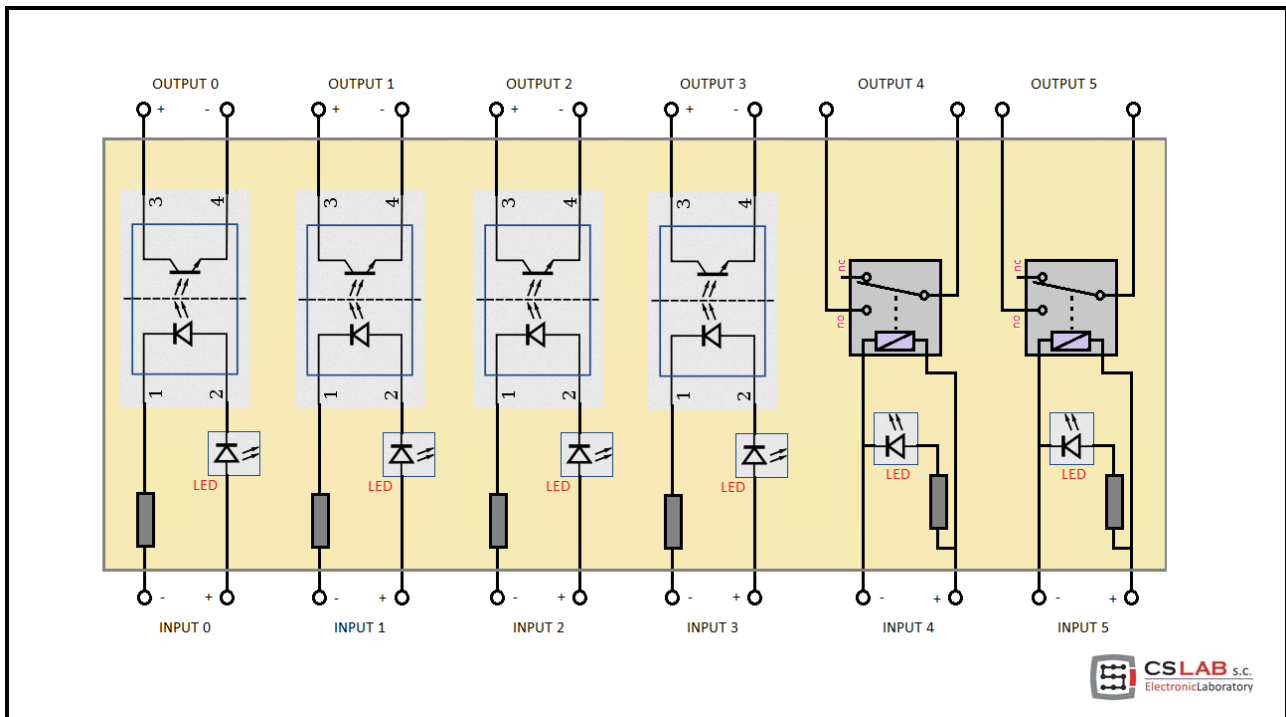 OUTPUT 0 OUTPUT 1 OUTPUT 2 OUTPUT 3 OUTPUT 4 OUTPUT 5
+ - + - + - + -
3 4 3 4 3 4 3 4
nc nc
no no
1 2 1 2 1 2 1 2
LED LED LED LED LED LED
- + - + - + - + - + - +
INPUT 0 INPUT 1 INPUT 2 INPUT 3 INPUT 4 INPUT 5
CSLAB s.c.
ElectronicLaboratory